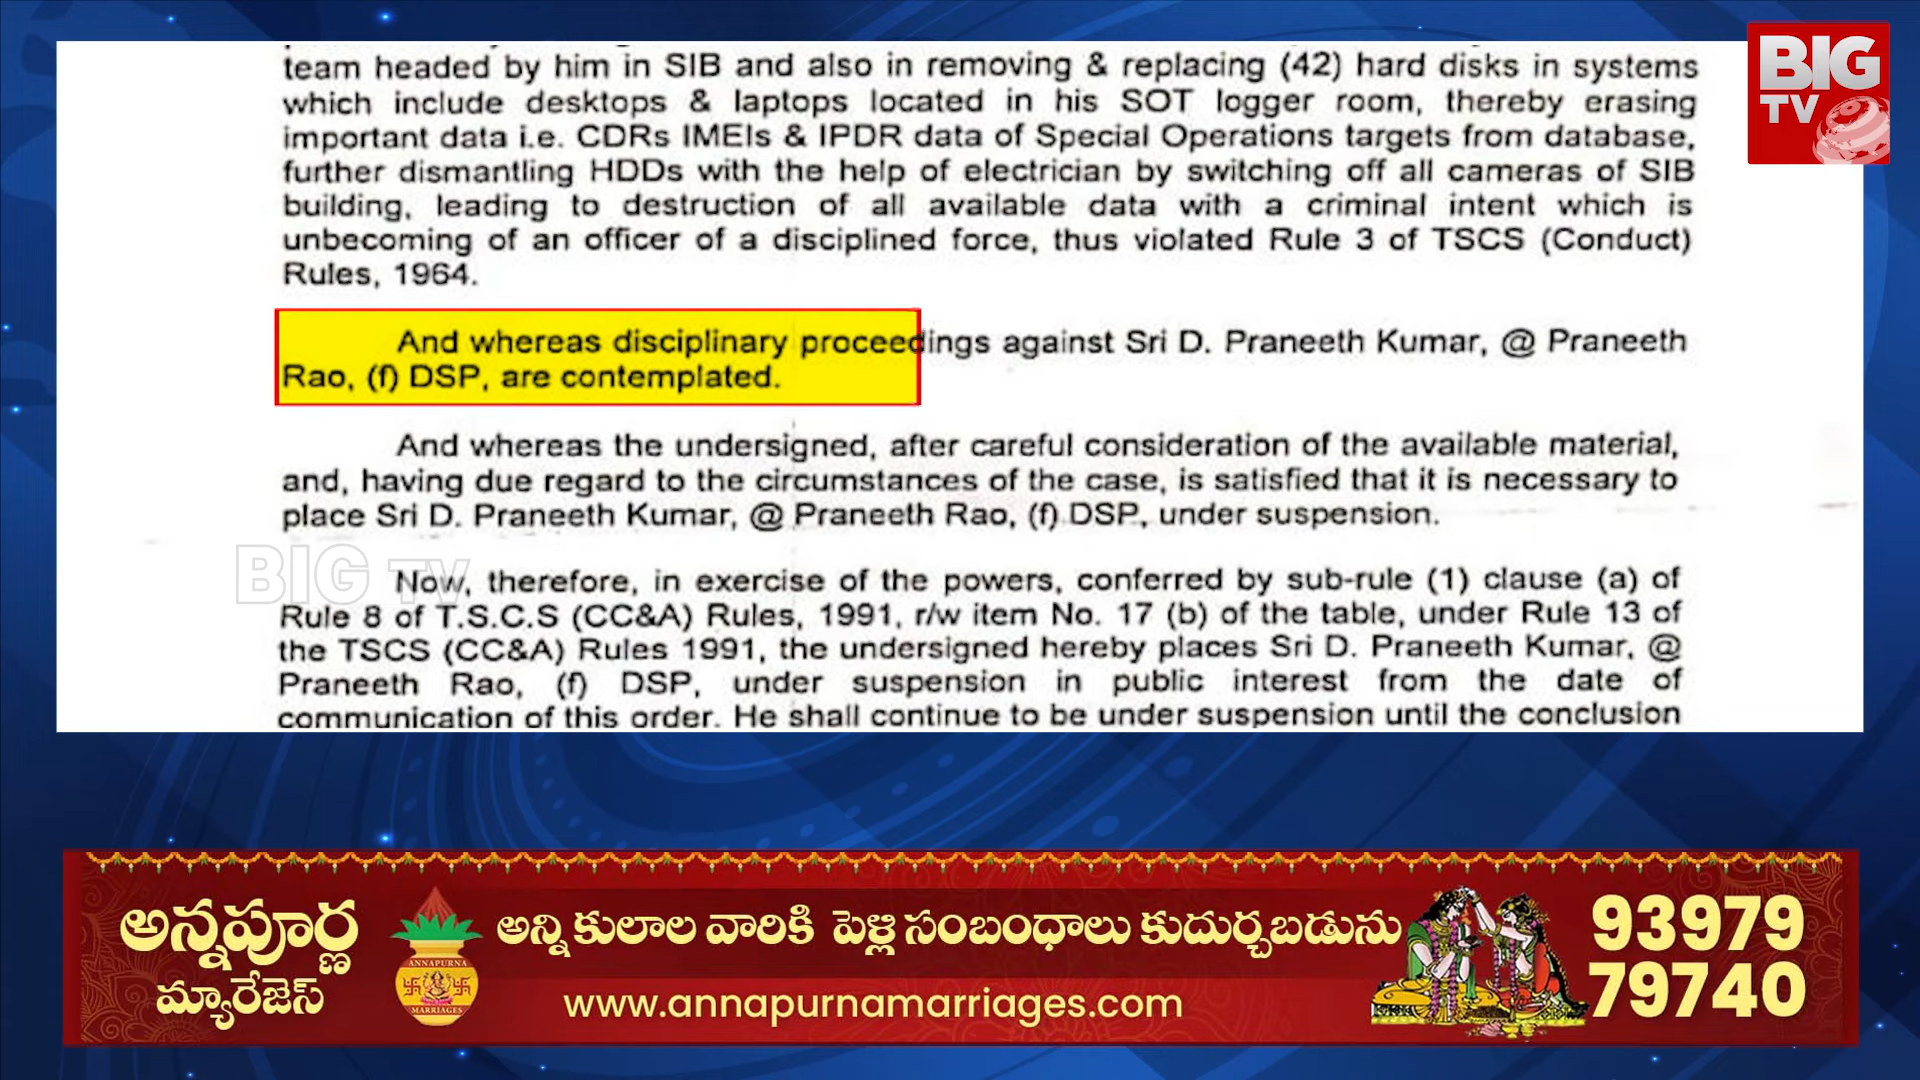 BIG
TV
team headed by him in SIB and also in removing & replacing (42) hard disks in systems
which include desktops & laptops located in his SOT logger room, thereby erasing
important data i.e. CDRs IMEIs & IPDR data of Special Operations targets from database,
further dismantling HDDs with the help of electrician by switching off all cameras of SIB
building, leading to destruction of all available data with a criminal intent which is
unbecoming of an officer of a disciplined force, thus violated Rule 3 of TSCS (Conduct)
Rules, 1964.
And whereas disciplinary proceedings against Sri D. Praneeth Kumar, @ Praneeth
Rao, (f) DSP, are contemplated.
And whereas the undersigned, after careful consideration of the available material,
and, having due regard to the circumstances of the case, is satisfied that it is necessary to
place Sri D. Praneeth Kumar, @ Praneeth Rao, (f) DSP, under suspension.
BIG TV
Now, therefore, in exercise of the powers, conferred by sub-rule (1) clause (a) of
Rule 8 of T.S.C.S (CC&A) Rules, 1991, r/w item No. 17 (b) of the table, under Rule 13 of
the TSCS (CC&A) Rules 1991, the undersigned hereby places Sri D. Praneeth Kumar, @
Praneeth Rao, (f) DSP, under suspension in public interest from the date of
communication of this order. He shall continue to be under suspension until the conclusion
అన్నపూర్ణ
మ్యారేజెస్
ANNAPURNA
MARRIAGES
అన్ని కులాల వారికి పెళ్లి సంబంధాలు కుదుర్చబడును
www.annapurnamarriages.com
93979
79740